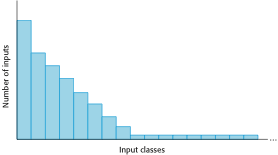 Number of inputs
...
Input classes